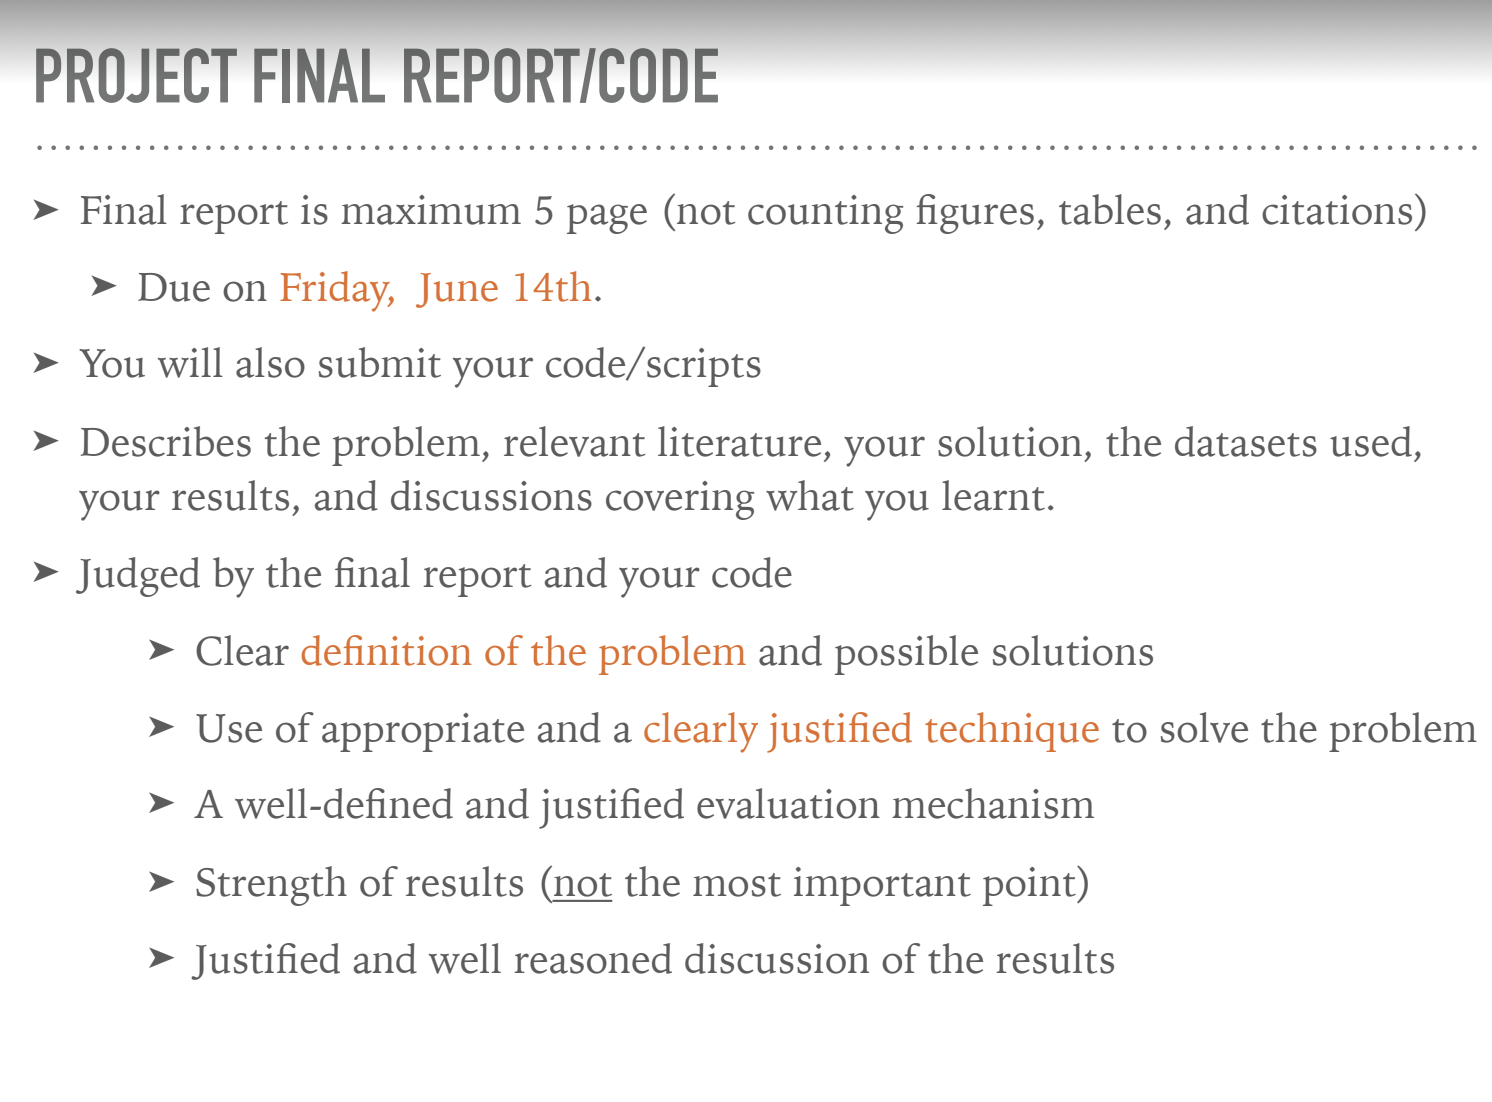 PROJECT FINAL REPORT/CODE
➤ Final report is maximum 5 page (not counting figures, tables, and citations)
➤ Due on Friday, June 14th.
➤ You will also submit your code/scripts
➤ Describes the problem, relevant literature, your solution, the datasets used,
your results, and discussions covering what you learnt.
➤ Judged by the final report and your code
➤ Clear definition of the problem and possible solutions
➤ Use of appropriate and a clearly justified technique to solve the problem
➤ A well-defined and justified evaluation mechanism
➤ Strength of results (not the most important point)
➤ Justified and well reasoned discussion of the results